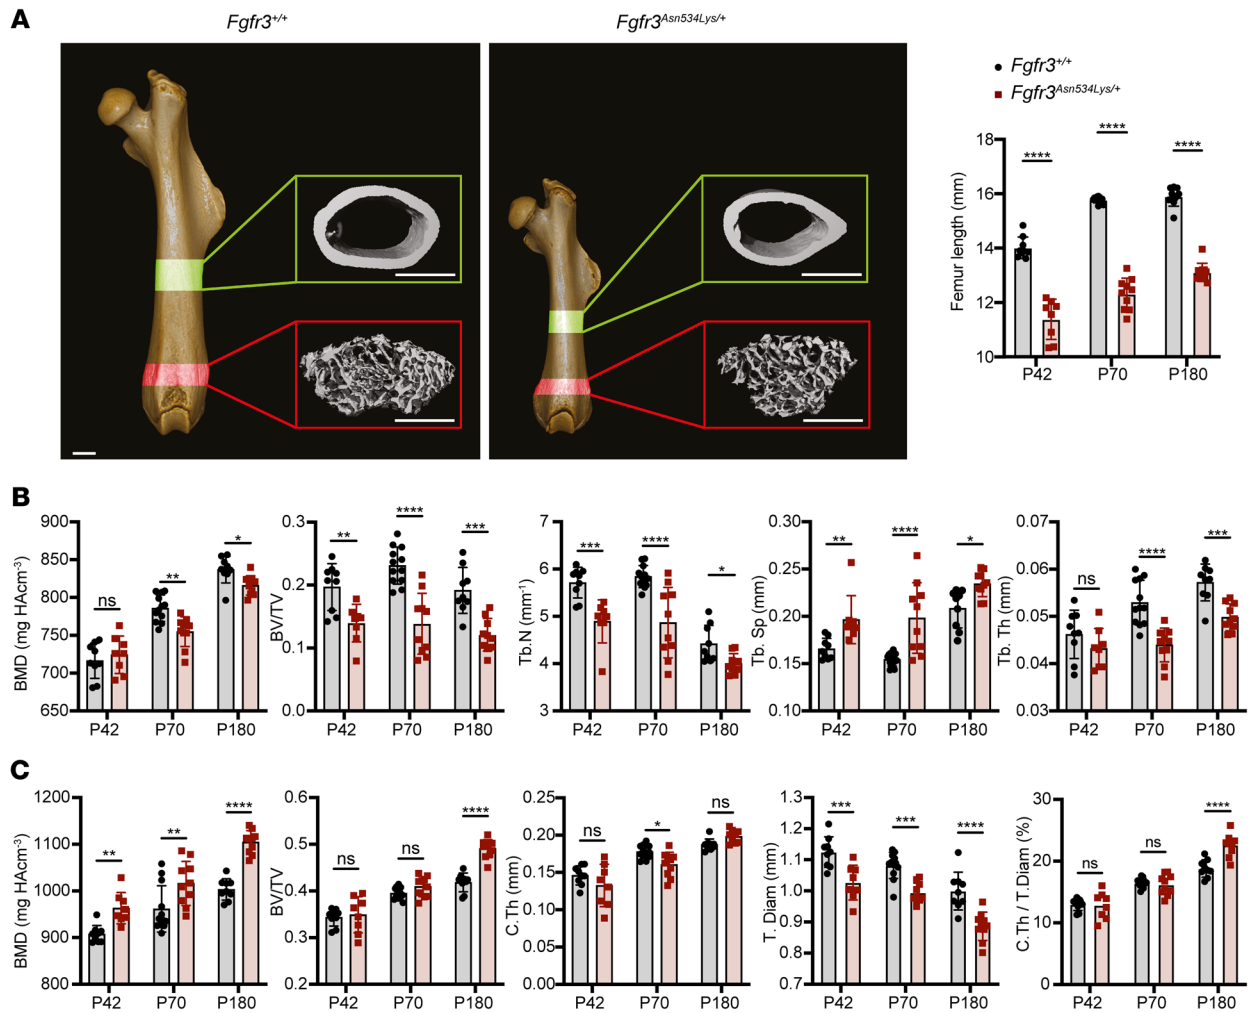 A
Fgfr3+/+
Fgfr3Asn534Lys/+
Fgfr3+/+
Fgfr3Asn534Lys/+
Femur length (mm)
18
16
14
12
10
**** **** ****
P42 P70 P180
B
BMD (mg HAcm-3)
900
850
800
750
700
650
ns ** *
P42 P70 P180
BV/TV
0.3
0.2
0.1
0.0
** **** ***
P42 P70 P180
Tb.N (mm-1)
7
6
5
4
3
*** **** *
P42 P70 P180
Tb. Sp (mm)
0.30
0.25
0.20
0.15
0.10
** **** *
P42 P70 P180
Tb. Th (mm)
0.07
0.06
0.05
0.04
0.03
ns **** ***
P42 P70 P180
C
BMD (mg HAcm-3)
1200
1100
1000
900
800
** ** ****
P42 P70 P180
BV/TV
0.6
0.5
0.4
0.3
0.2
ns ns ****
P42 P70 P180
C.Th (mm)
0.25
0.20
0.15
0.10
0.05
0.00
ns * ns
P42 P70 P180
T. Diam (mm)
1.3
1.2
1.1
1.0
0.9
0.8
0.7
*** *** ****
P42 P70 P180
C.Th / T.Diam (%)
30
20
10
0
ns ns ****
P42 P70 P180